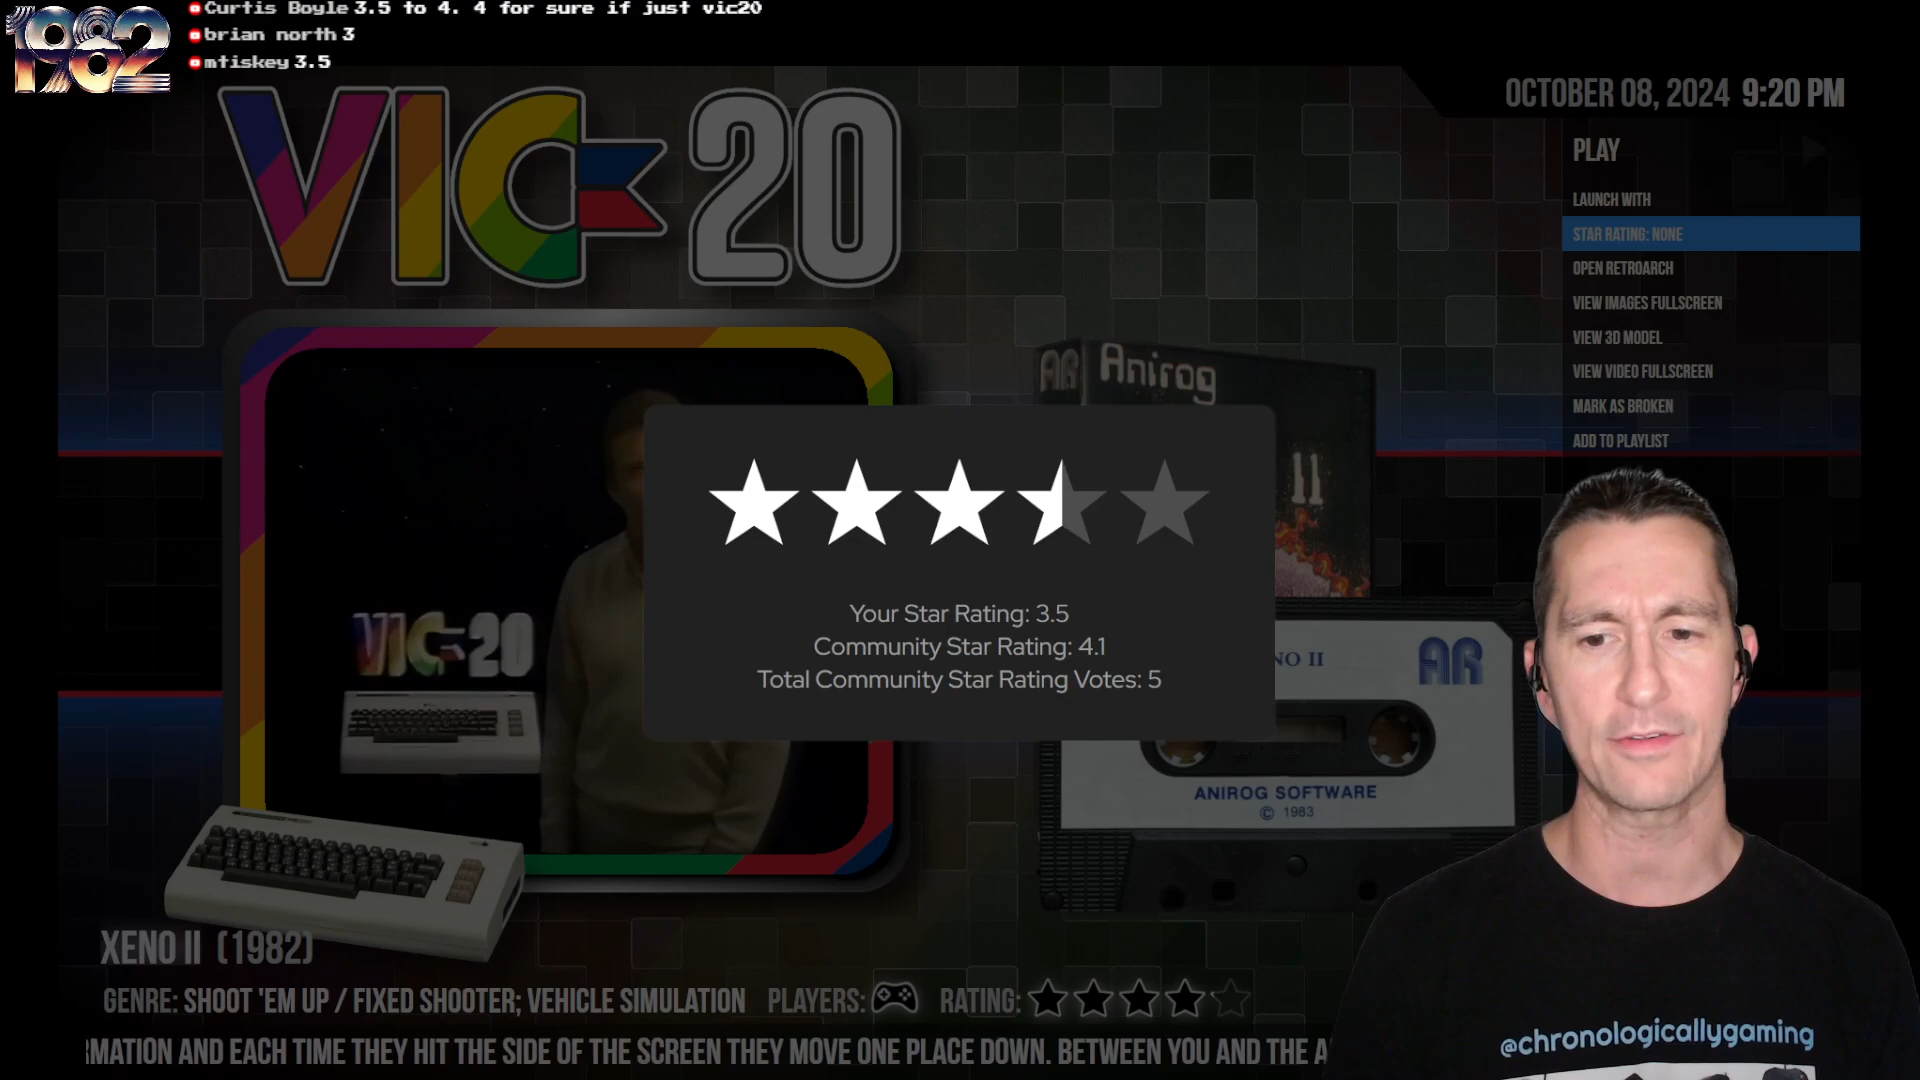 1982
Curtis Boyle 3.5 to 4. 4 for sure if just vic20
brian north 3
mtiskey 3.5
OCTOBER 08, 2024 9:20 PM
VIC-20
PLAY
LAUNCH WITH
STAR RATING: NONE
OPEN RETROARCH
VIEW IMAGES FULLSCREEN
VIEW 3D MODEL
VIEW VIDEO FULLSCREEN
MARK AS BROKEN
ADD TO PLAYLIST
AR Anirog
II
Your Star Rating: 3.5
Community Star Rating: 4.1
Total Community Star Rating Votes: 5
VIC-20
NO II AR
ANIROG SOFTWARE
© 1983
XENO II (1982)
GENRE: SHOOT 'EM UP / FIXED SHOOTER; VEHICLE SIMULATION PLAYERS: RATING:
RMATION AND EACH TIME THEY HIT THE SIDE OF THE SCREEN THEY MOVE ONE PLACE DOWN. BETWEEN YOU AND THE A
@chronologicallygaming